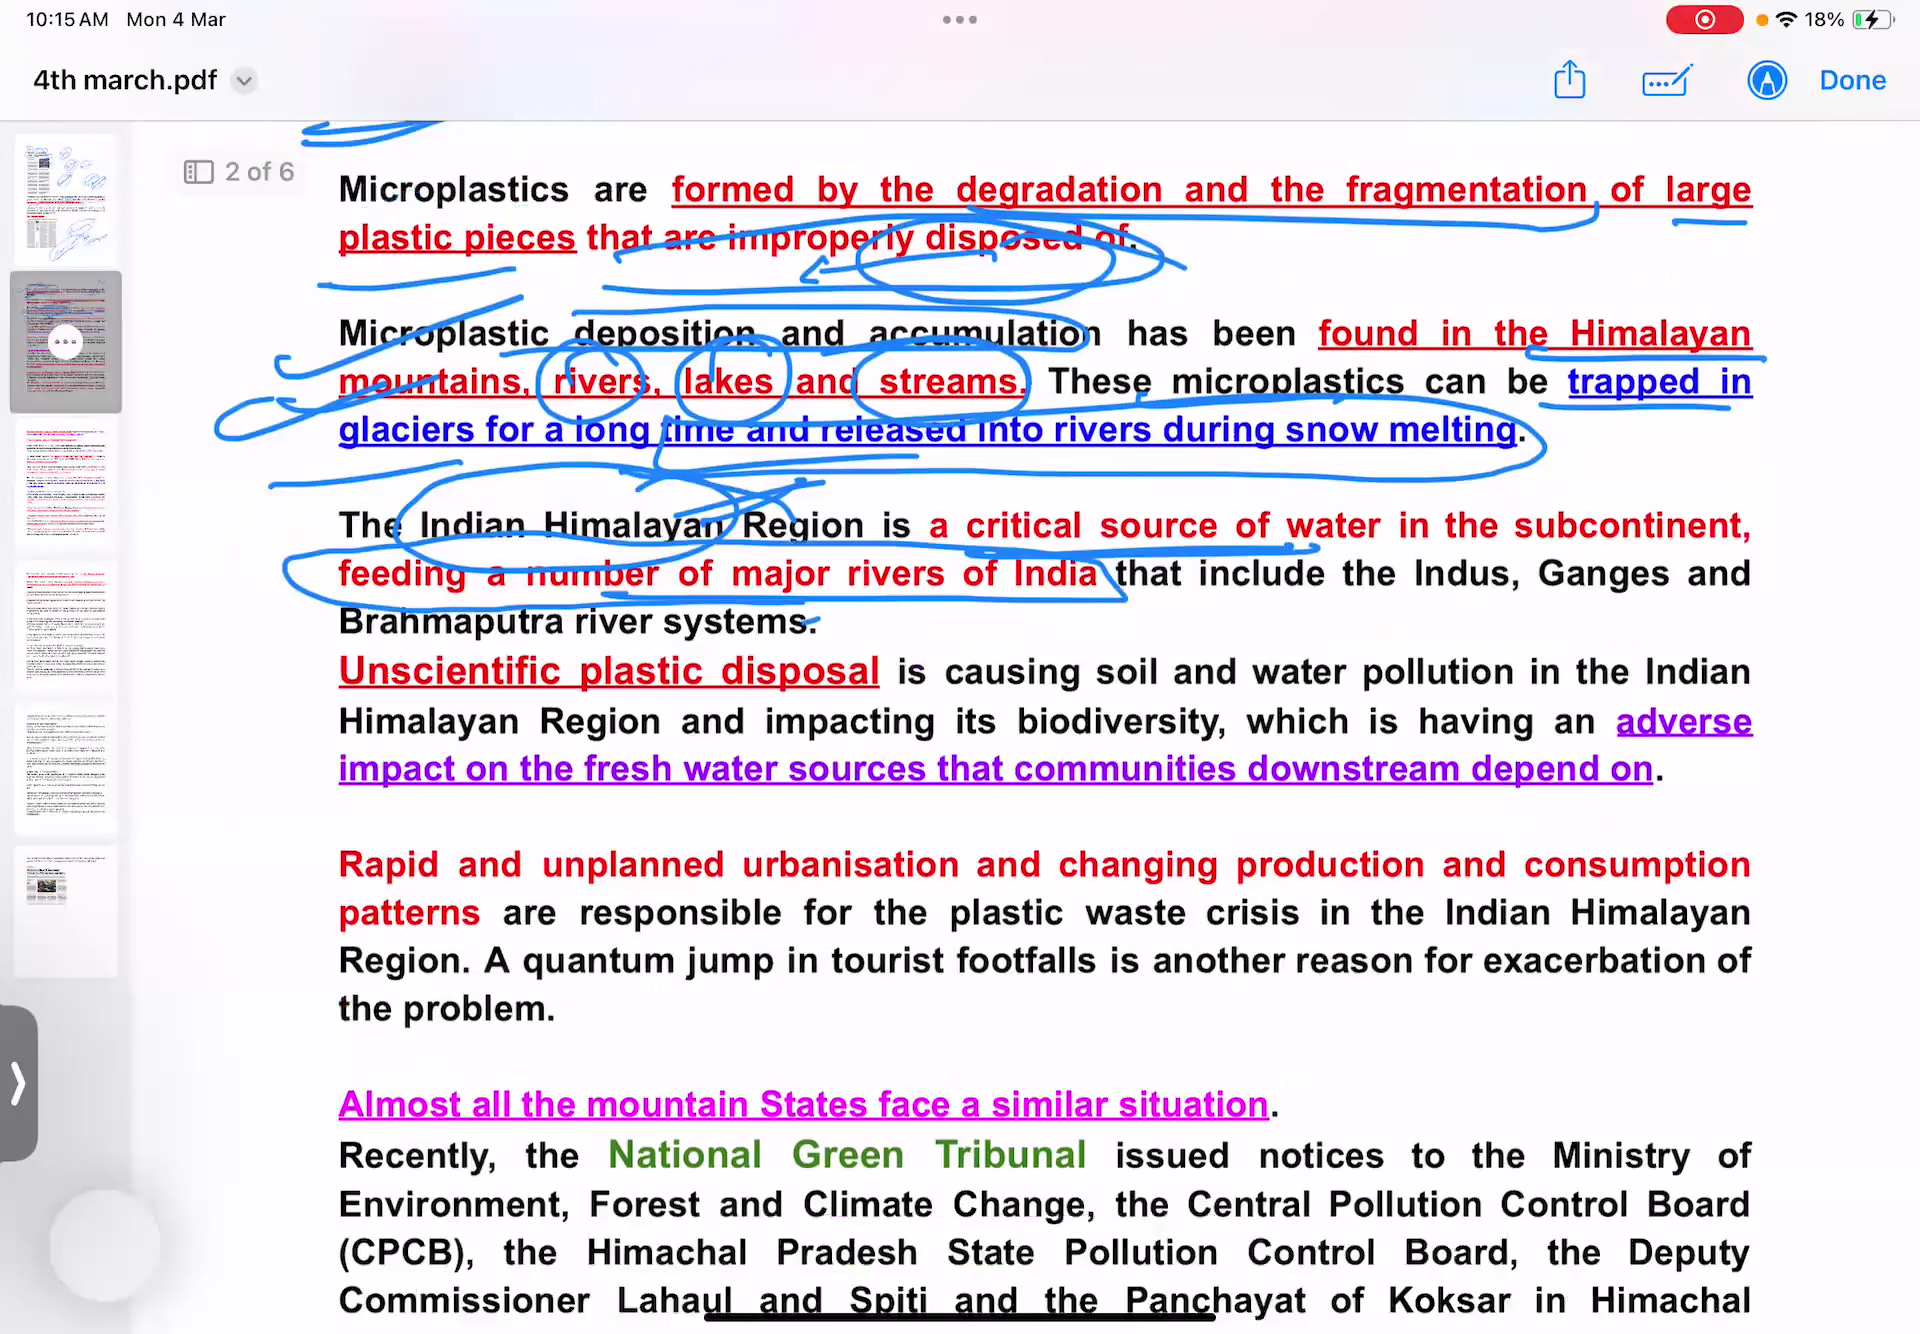 10:15 AM Mon 4 Mar
18%
4th march.pdf
Done
2 of 6
Microplastics are formed by the degradation and the fragmentation of large
plastic pieces that are improperly disposed of.
Microplastic deposition and accumulation has been found in the Himalayan
mountains, rivers, lakes and streams. These microplastics can be trapped in
glaciers for a long time and released into rivers during snow melting.
The Indian Himalayan Region is a critical source of water in the subcontinent,
feeding a number of major rivers of India that include the Indus, Ganges and
Brahmaputra river systems.
Unscientific plastic disposal is causing soil and water pollution in the Indian
Himalayan Region and impacting its biodiversity, which is having an adverse
impact on the fresh water sources that communities downstream depend on.
Rapid and unplanned urbanisation and changing production and consumption
patterns are responsible for the plastic waste crisis in the Indian Himalayan
Region. A quantum jump in tourist footfalls is another reason for exacerbation of
the problem.
Almost all the mountain States face a similar situation.
Recently, the National Green Tribunal issued notices to the Ministry of
Environment, Forest and Climate Change, the Central Pollution Control Board
(CPCB), the Himachal Pradesh State Pollution Control Board, the Deputy
Commissioner Lahaul and Spiti and the Panchayat of Koksar in Himachal